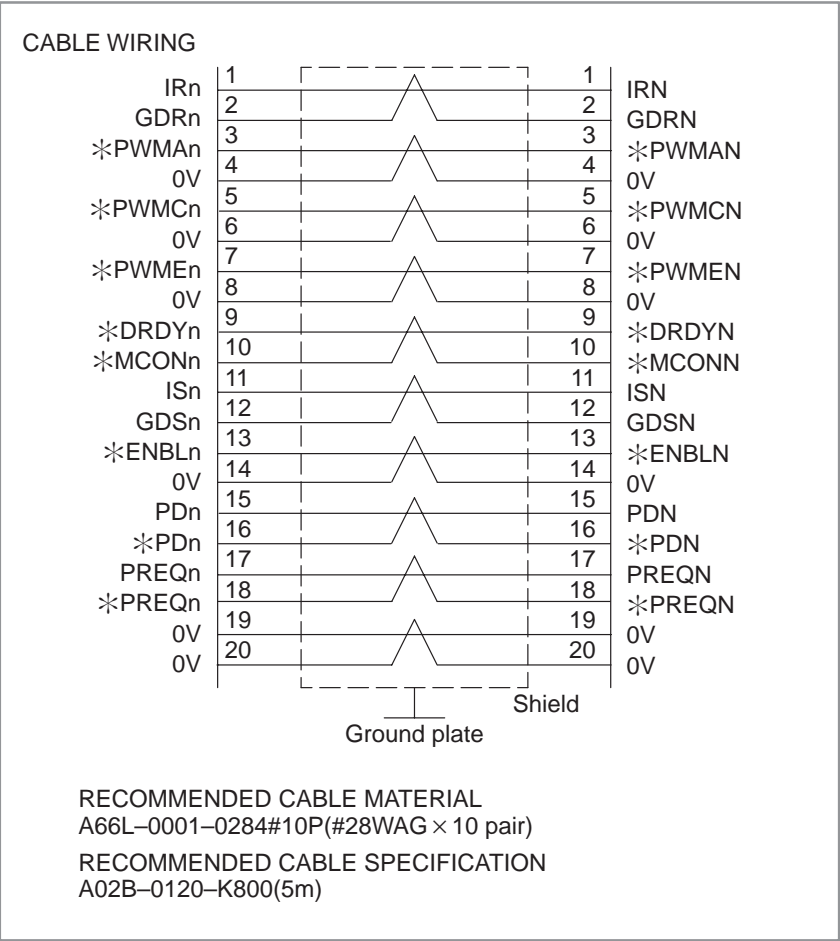 CABLE WIRING
IRn 1 1 IRN
GDRn 2 2 GDRN
✽PWMAn 3 3 ✽PWMAN
0V 4 4 0V
✽PWMCn 5 5 ✽PWMCN
0V 6 6 0V
✽PWMEn 7 7 ✽PWMEN
0V 8 8 0V
✽DRDYn 9 9 ✽DRDYN
✽MCONn 10 10 ✽MCONN
ISn 11 11 ISN
GDSn 12 12 GDSN
✽ENBLn 13 13 ✽ENBLN
0V 14 14 0V
PDn 15 15 PDN
✽PDn 16 16 ✽PDN
PREQn 17 17 PREQN
✽PREQn 18 18 ✽PREQN
0V 19 19 0V
0V 20 20 0V
Shield
Ground plate
RECOMMENDED CABLE MATERIAL
A66L–0001–0284#10P(#28WAG × 10 pair)
RECOMMENDED CABLE SPECIFICATION
A02B–0120–K800(5m)